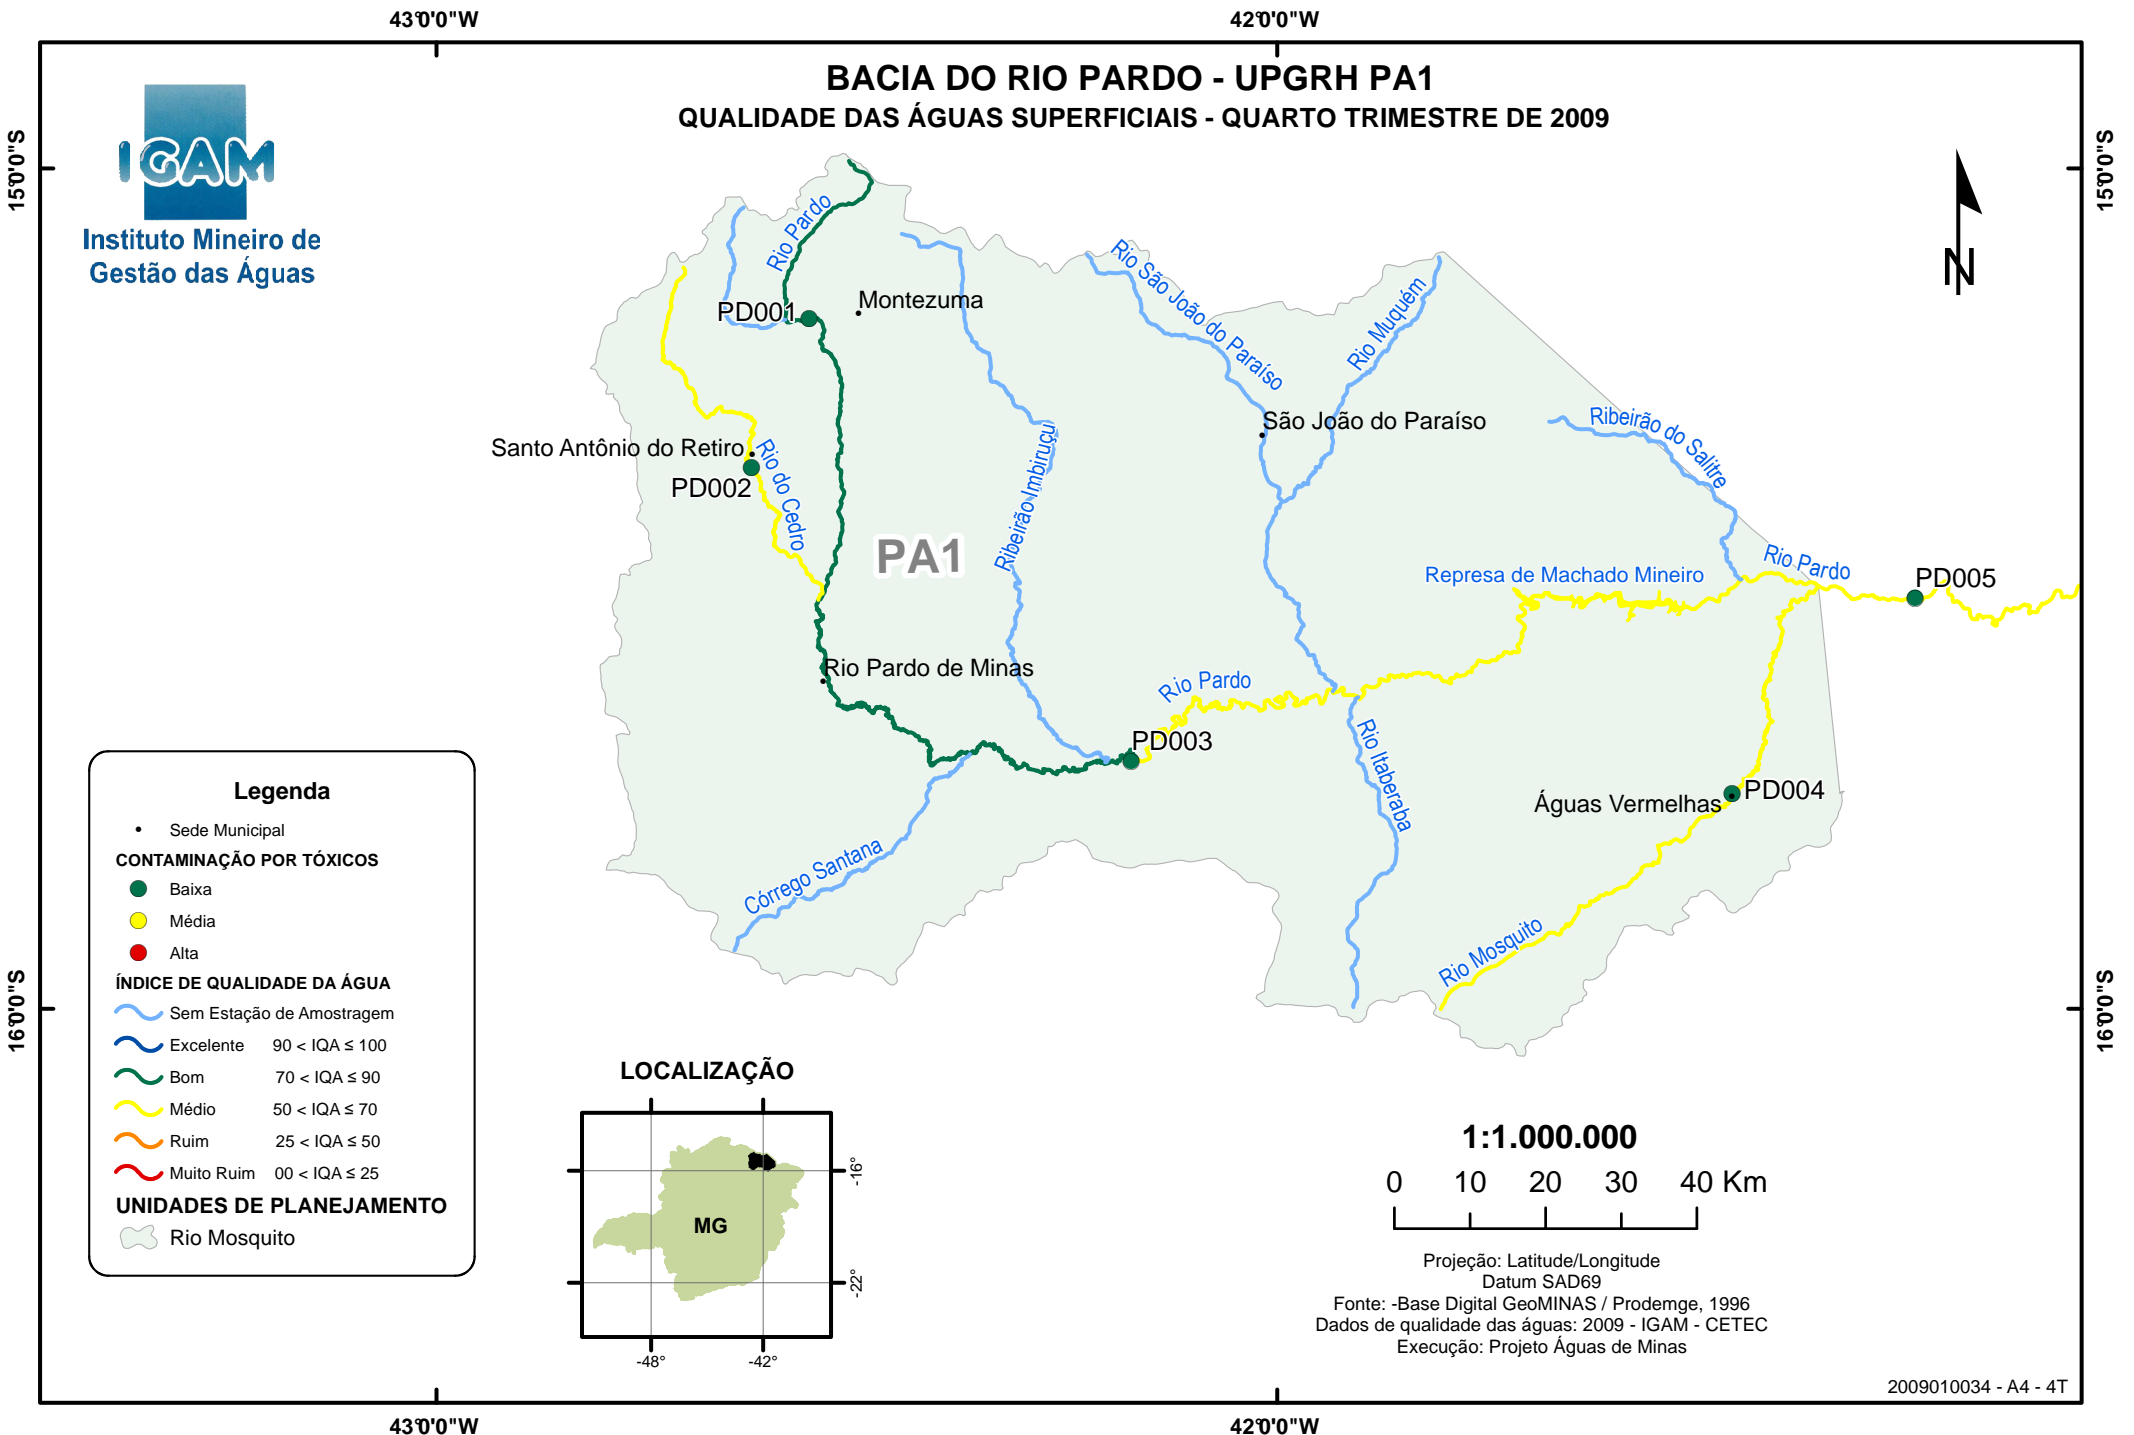 43°0'0"W
42°0'0"W
BACIA DO RIO PARDO - UPGRH PA1
QUALIDADE DAS ÁGUAS SUPERFICIAIS - QUARTO TRIMESTRE DE 2009
15°0'0"S
15°0'0"S
IGAM
Instituto Mineiro de
Gestão das Águas
N
Rio Pardo
Rio São João do Paraíso
Rio Muquém
PD001
Montezuma
Santo Antônio do Retiro
PD002
Rio do Cedro
PA1
Ribeirão Imbiruçu
São João do Paraíso
Ribeirão do Salitre
Represa de Machado Mineiro
Rio Pardo
PD005
Rio Pardo de Minas
Rio Pardo
PD003
Rio Itaberaba
Águas Vermelhas
PD004
Córrego Santana
Rio Mosquito
16°0'0"S
16°0'0"S
Legenda
Sede Municipal
CONTAMINAÇÃO POR TÓXICOS
Baixa
Média
Alta
ÍNDICE DE QUALIDADE DA ÁGUA
Sem Estação de Amostragem
Excelente 90 < IQA ≤ 100
Bom 70 < IQA ≤ 90
Médio 50 < IQA ≤ 70
Ruim 25 < IQA ≤ 50
Muito Ruim 00 < IQA ≤ 25
UNIDADES DE PLANEJAMENTO
Rio Mosquito
LOCALIZAÇÃO
MG
-16°
-22°
-48°
-42°
1:1.000.000
0 10 20 30 40 Km
Projeção: Latitude/Longitude
Datum SAD69
Fonte: -Base Digital GeoMINAS / Prodemge, 1996
Dados de qualidade das águas: 2009 - IGAM - CETEC
Execução: Projeto Águas de Minas
2009010034 - A4 - 4T
43°0'0"W
42°0'0"W